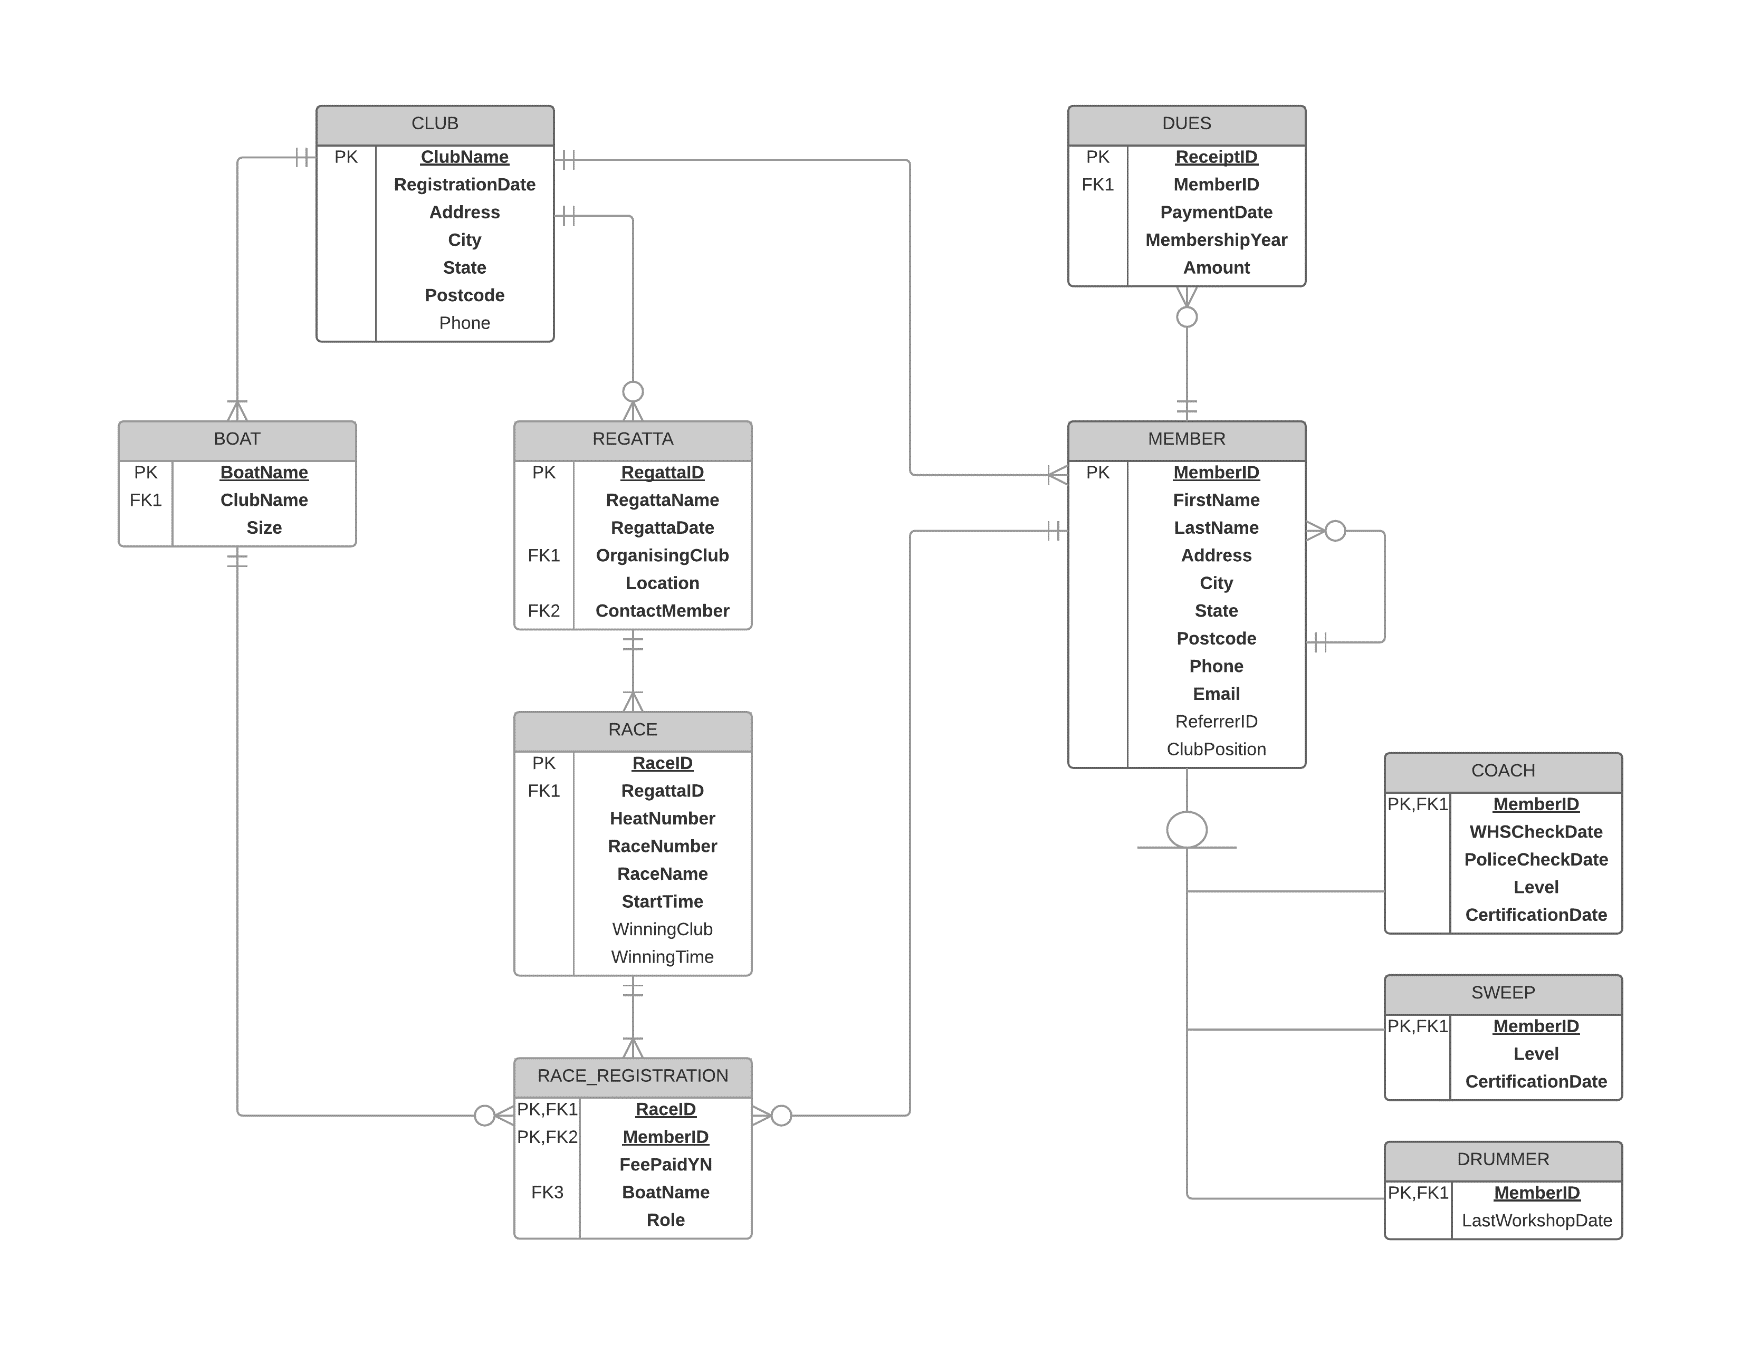 CLUB
PK ClubName
RegistrationDate
Address
City
State
Postcode
Phone
DUES
PK ReceiptID
FK1 MemberID
PaymentDate
MembershipYear
Amount
BOAT
PK BoatName
FK1 ClubName
Size
REGATTA
PK RegattaID
RegattaName
RegattaDate
FK1 OrganisingClub
Location
FK2 ContactMember
MEMBER
PK MemberID
FirstName
LastName
Address
City
State
Postcode
Phone
Email
ReferrerID
ClubPosition
RACE
PK RaceID
FK1 RegattaID
HeatNumber
RaceNumber
RaceName
StartTime
WinningClub
WinningTime
COACH
PK,FK1 MemberID
WHSCheckDate
PoliceCheckDate
Level
CertificationDate
SWEEP
PK,FK1 MemberID
Level
CertificationDate
RACE_REGISTRATION
PK,FK1 RaceID
PK,FK2 MemberID
FeePaidYN
FK3 BoatName
Role
DRUMMER
PK,FK1 MemberID
LastWorkshopDate